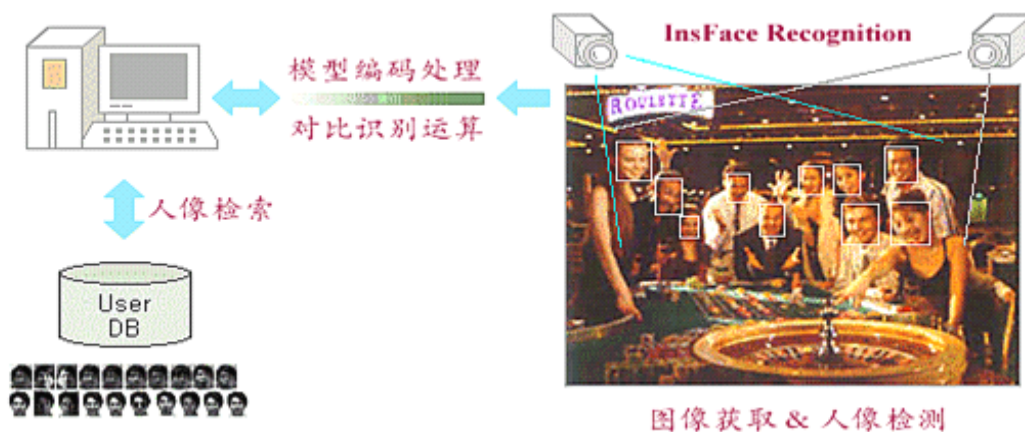 InsFace Recognition
模型编码处理
对比识别运算
ROULETTE
人像检索
User
DB
图像获取 & 人像检测